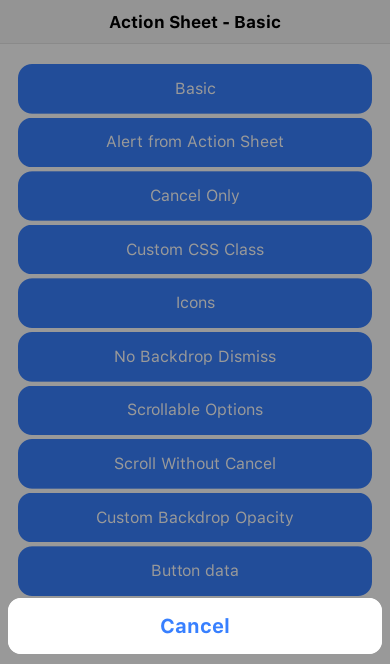 Action Sheet - Basic
Basic
Alert from Action Sheet
Cancel Only
Custom CSS Class
Icons
No Backdrop Dismiss
Scrollable Options
Scroll Without Cancel
Custom Backdrop Opacity
Button data
Cancel